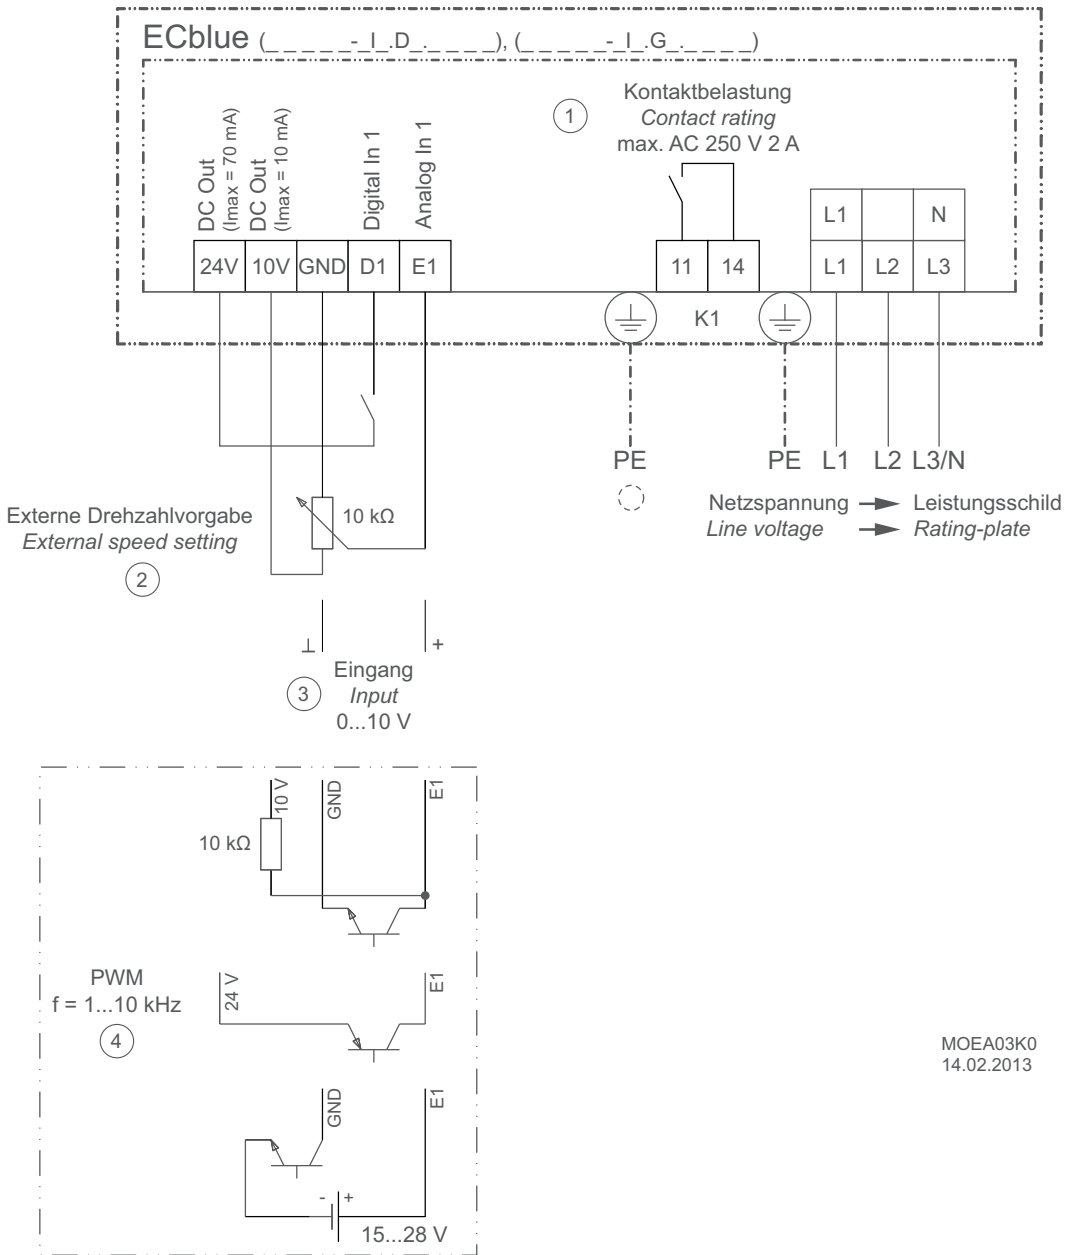 ECblue (_ _ _ _ _-_I_.D_._ _ _ _), (_ _ _ _ _-_I_.G_._ _ _ _)
1
Kontaktbelastung
Contact rating
max. AC 250 V 2 A
DC Out
(Imax = 70 mA)
DC Out
(Imax = 10 mA)
Digital In 1
Analog In 1
L1 N
24V 10V GND D1 E1 11 14 L1 L2 L3
K1
PE PE L1 L2 L3/N
Netzspannung Leistungsschild
Line voltage Rating-plate
Externe Drehzahlvorgabe
External speed setting
2
10 kΩ
⊥ +
3
Eingang
Input
0...10 V
10 V GND E1
10 kΩ
PWM
f = 1...10 kHz
4
24 V E1
GND E1
- +
15...28 V
MOEA03K0
14.02.2013